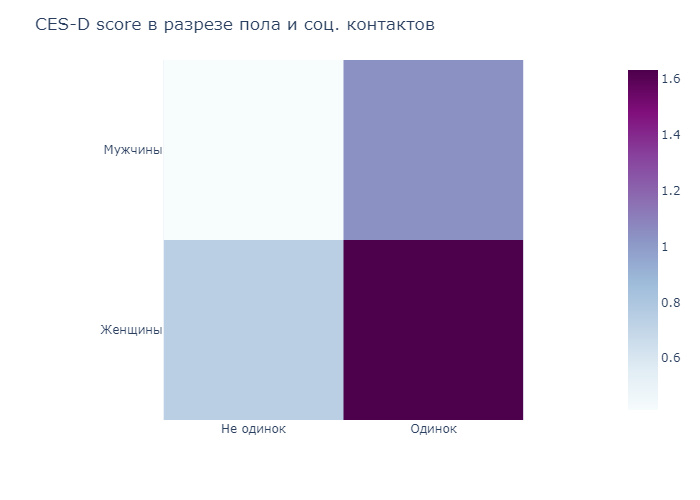 CES-D score в разрезе пола и соц. контактов
Мужчины
Женщины
Не одинок
Одинок
1.6
1.4
1.2
1
0.8
0.6